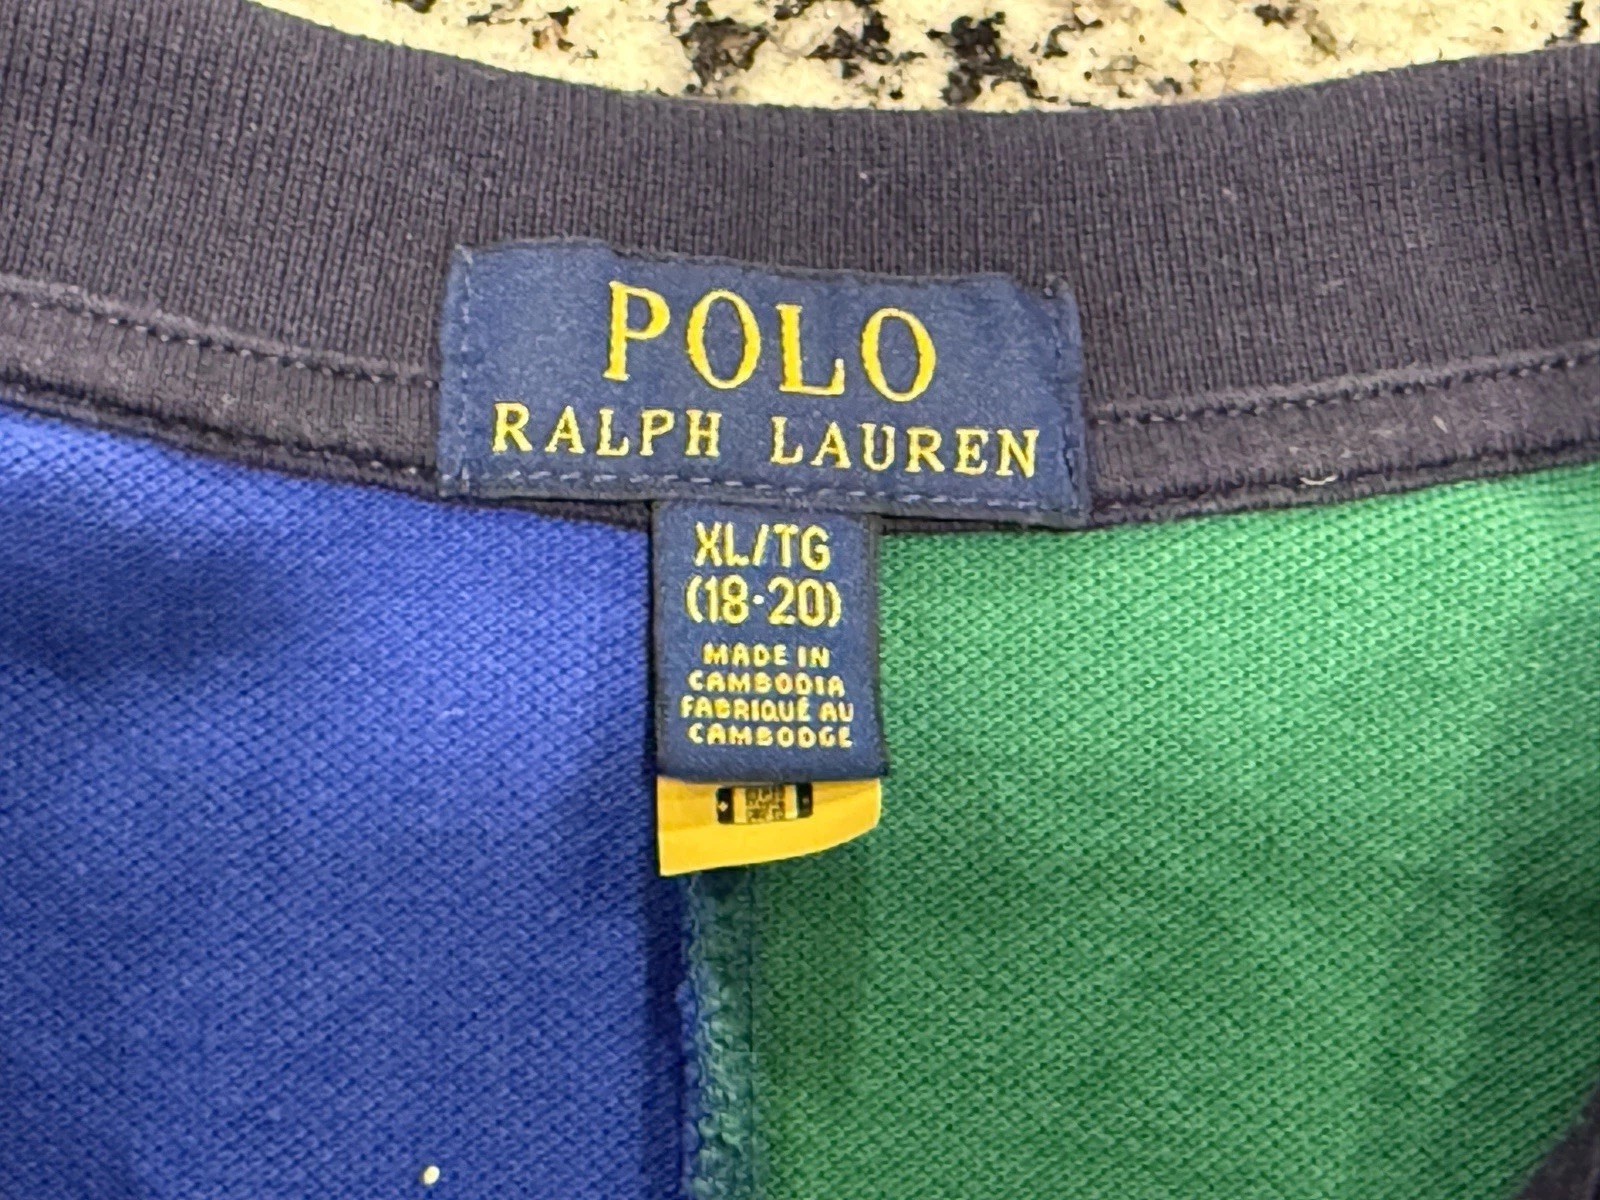 POLO
RALPH LAUREN
XL/TG
(18-20)
MADE IN
CAMBODIA
FABRIQUÉ AU
CAMBODGE